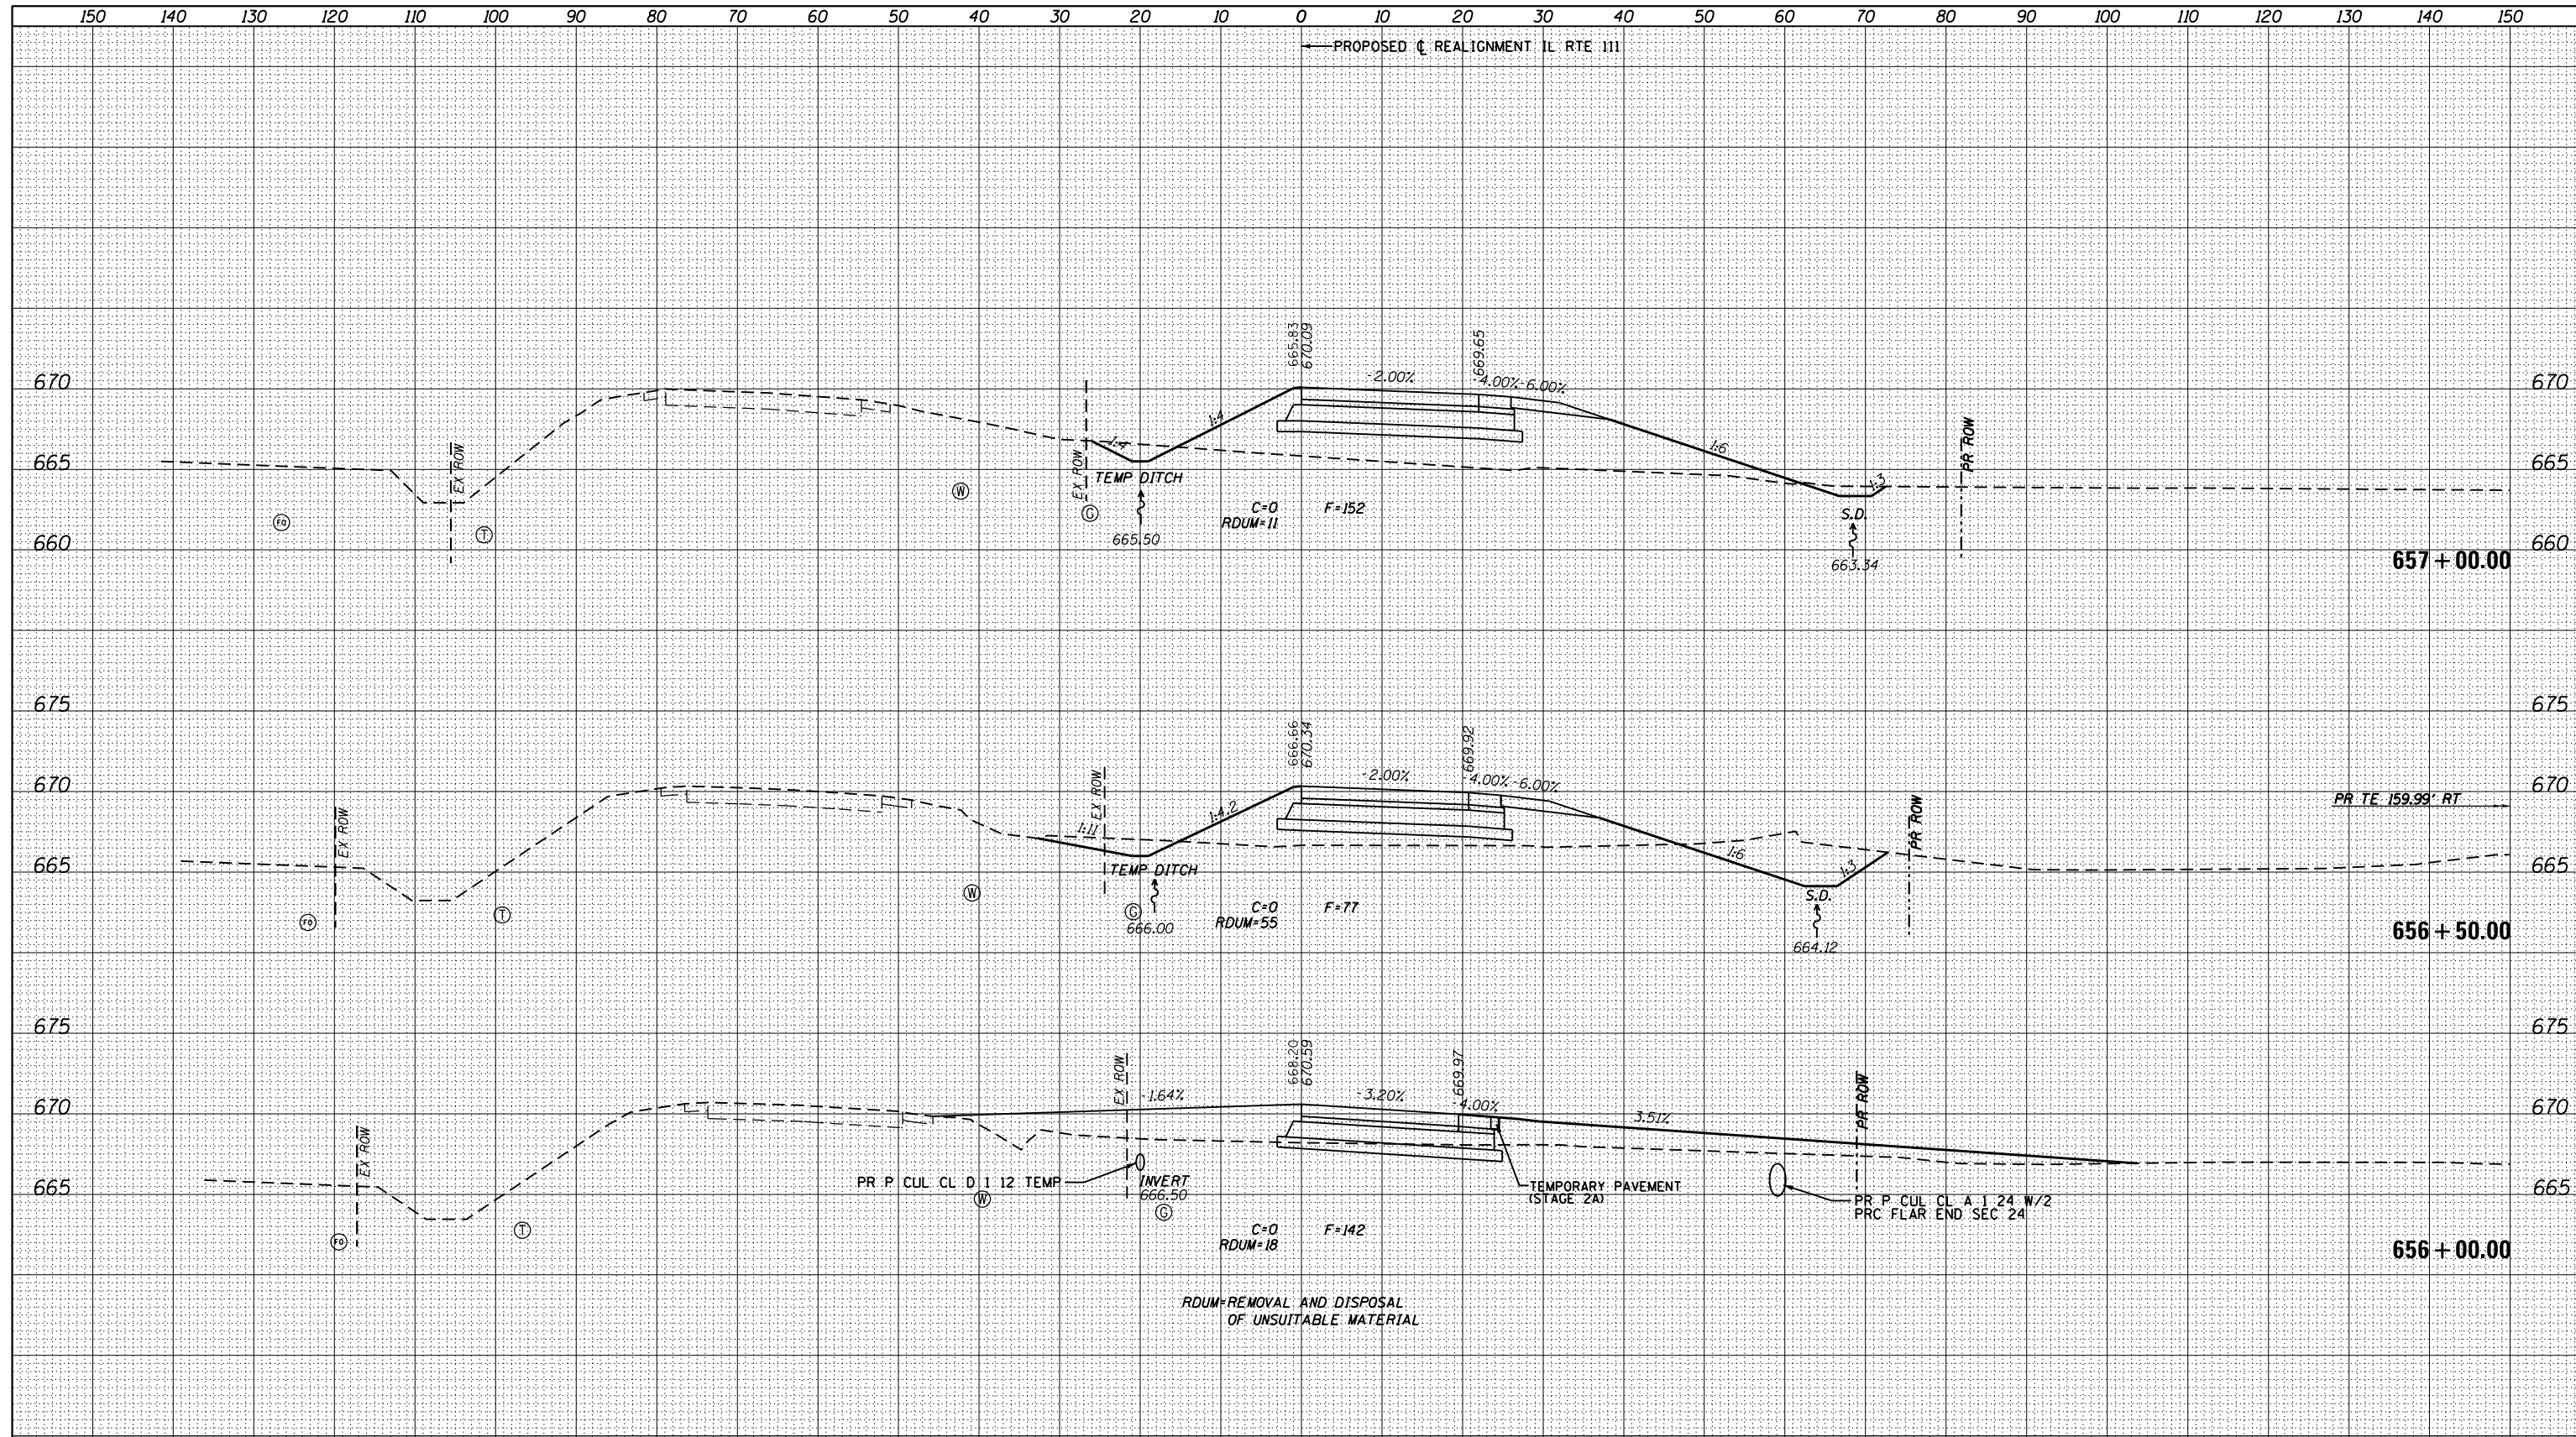 150 140 130 120 110 100 90 80 70 60 50 40 30 20 10 0 10 20 30 40 50 60 70 80 90 100 110 120 130 140 150
PROPOSED ℄ REALIGNMENT IL RTE 111
665.83
670.09
669.65
670
-2.00%
-4.00%
-6.00%
670
1:4
1:4
1:6
EX ROW
EX ROW
PR ROW
665
TEMP DITCH
1:3
665
W
G
C=0 F=152
RDUM=11
FO
T
665.50
S.D.
663.34
660
660
657+00.00
675
675
666.66
670.34
669.92
670
-2.00%
-4.00%
-6.00%
670
PR TE 159.99' RT
EX ROW
EX ROW
1:11
1:4.2
1:6
1:3
PR ROW
665
TEMP DITCH
665
W
G
FO
T
666.00
C=0 F=77
RDUM=55
S.D.
664.12
656+50.00
675
675
668.20
670.59
669.97
670
EX ROW
-1.64%
-3.20%
-4.00%
3.51%
PR ROW
670
EX ROW
PR P CUL CL D 1 12 TEMP
INVERT
666.50
665
W
G
TEMPORARY PAVEMENT
(STAGE 2A)
PR P CUL CL A 1 24 W/2
PRC FLAR END SEC 24
665
FO
T
C=0 F=142
RDUM=18
656+00.00
RDUM=REMOVAL AND DISPOSAL
OF UNSUITABLE MATERIAL